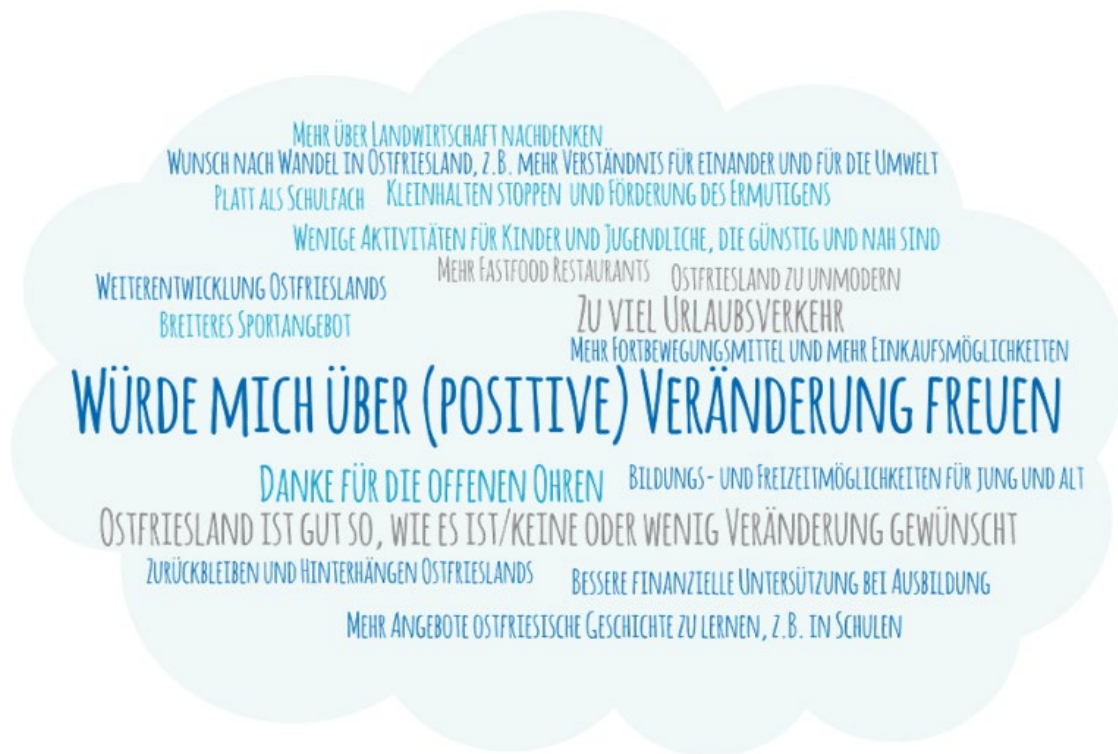 Mehr über Landwirtschaft nachdenken
Wunsch nach Wandel in Ostfriesland, z.B. mehr Verständnis für einander und für die Umwelt
Platt als Schulfach
Kleinhalten stoppen und Förderung des Ermutigens
Wenige Aktivitäten für Kinder und Jugendliche, die günstig und nah sind
Mehr Fastfood Restaurants
Ostfriesland zu unmodern
Weiterentwicklung Ostfrieslands
Zu viel Urlaubsverkehr
Breiteres Sportangebot
Mehr Fortbewegungsmittel und mehr Einkaufsmöglichkeiten
Würde mich über (positive) Veränderung freuen
Danke für die offenen Ohren
Bildungs- und Freizeitmöglichkeiten für jung und alt
Ostfriesland ist gut so, wie es ist/keine oder wenig Veränderung gewünscht
Zurückbleiben und Hinterhängen Ostfrieslands
Bessere finanzielle Untersützung bei Ausbildung
Mehr Angebote ostfriesische Geschichte zu lernen, z.B. in Schulen